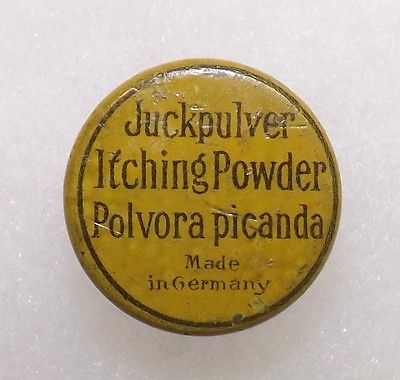 Juckpulver
Itching Powder
Polvora picanda
Made
in Germany